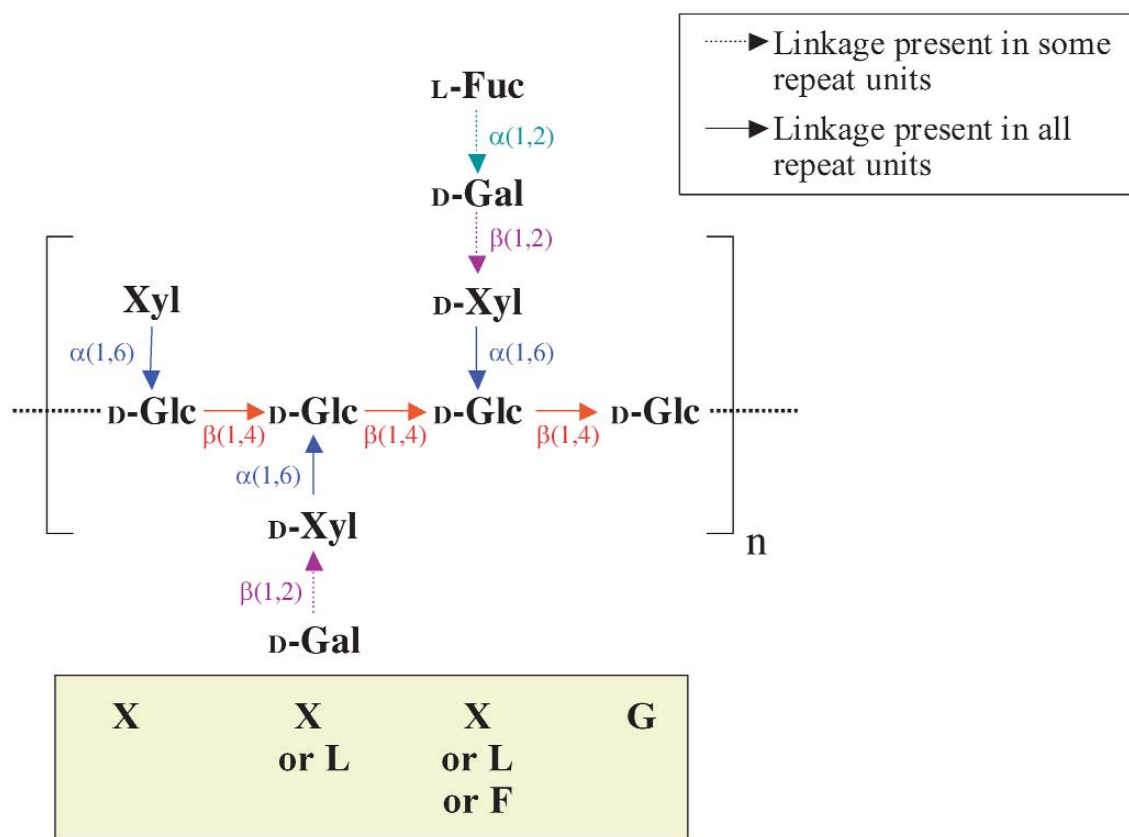 Linkage present in some
repeat units
Linkage present in all
repeat units
L-Fuc
α(1,2)
D-Gal
β(1,2)
Xyl
D-Xyl
α(1,6)
α(1,6)
D-Glc
D-Glc
D-Glc
D-Glc
β(1,4)
β(1,4)
β(1,4)
α(1,6)
D-Xyl
n
β(1,2)
D-Gal
X X X G
or L or L
or F